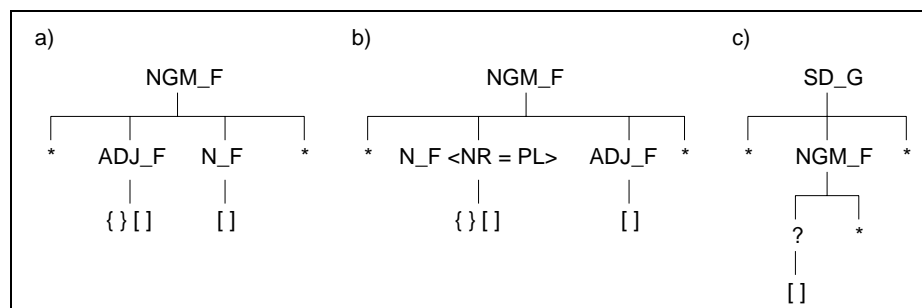 a) b) c)
NGM_F NGM_F SD_G
* ADJ_F N_F * * N_F <NR = PL> ADJ_F * * NGM_F *
{ } [ ] [ ] { } [ ] [ ] ? *
[ ]